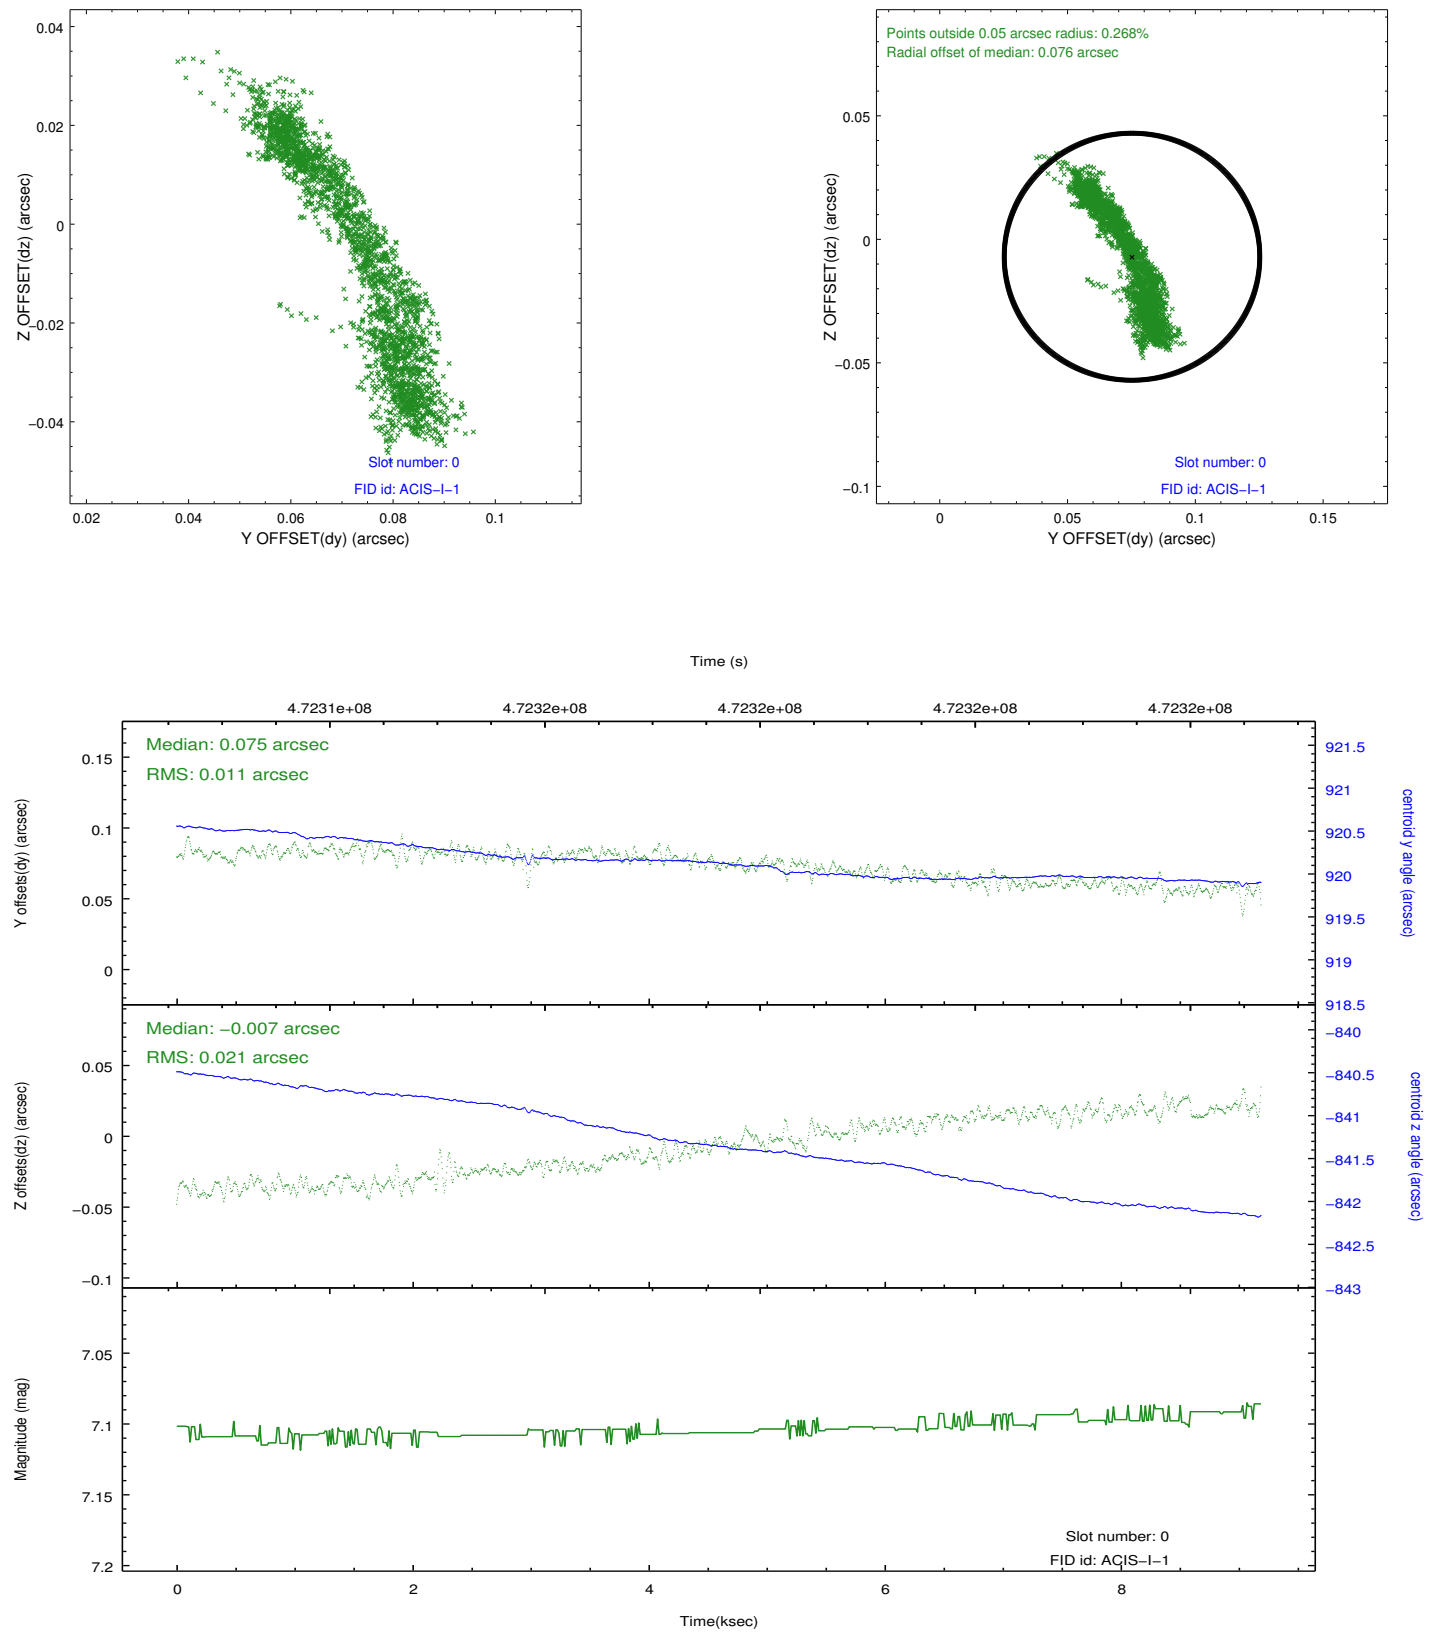 0.04
0.02
0
−0.02
−0.04
Z OFFSET(dz) (arcsec)
Slot number: 0
FID id: ACIS−I−1
0.02
0.04
0.06
0.08
0.1
Y OFFSET(dy) (arcsec)
Points outside 0.05 arcsec radius: 0.268%
Radial offset of median: 0.076 arcsec
0.05
0
−0.05
−0.1
Z OFFSET(dz) (arcsec)
Slot number: 0
FID id: ACIS−I−1
0
0.05
0.1
0.15
Y OFFSET(dy) (arcsec)
Time (s)
4.7231e+08
4.7232e+08
4.7232e+08
4.7232e+08
4.7232e+08
Median: 0.075 arcsec
RMS: 0.011 arcsec
0.15
0.1
0.05
0
Y offsets(dy) (arcsec)
921.5
921
920.5
920
919.5
919
918.5
centroid y angle (arcsec)
Median: −0.007 arcsec
RMS: 0.021 arcsec
0.05
0
−0.05
−0.1
Z offsets(dz) (arcsec)
−840
−840.5
−841
−841.5
−842
−842.5
−843
centroid z angle (arcsec)
7.05
7.1
7.15
7.2
Magnitude (mag)
Slot number: 0
FID id: ACIS−I−1
0
2
4
6
8
Time(ksec)